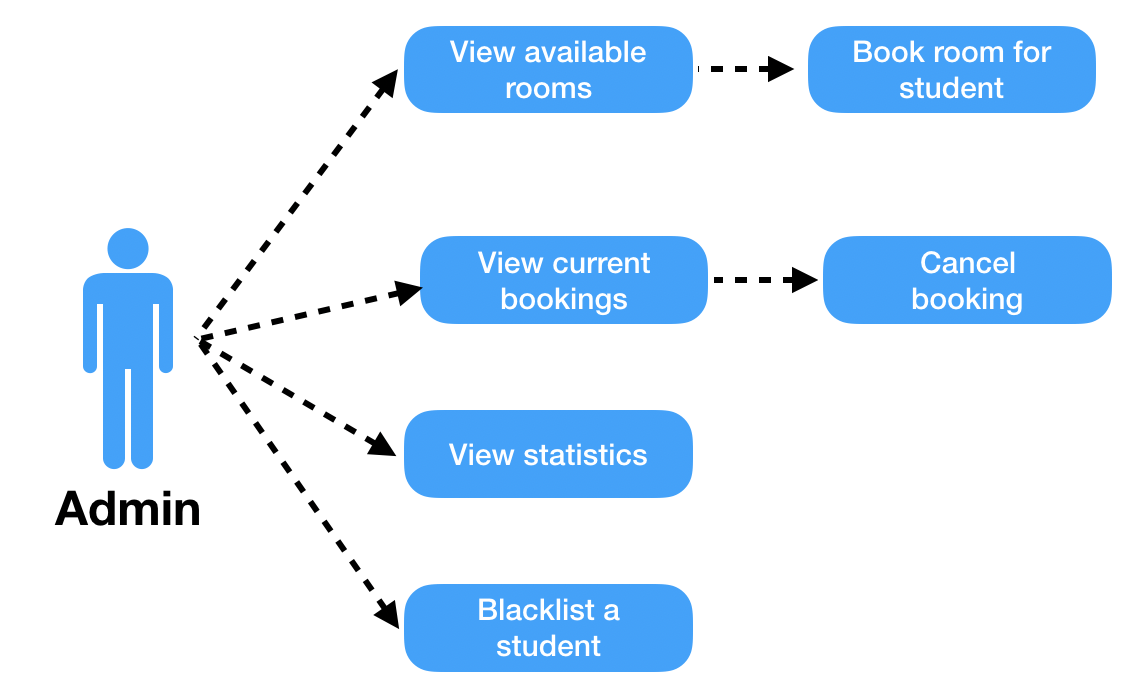 View available
rooms
Book room for
student
View current
bookings
Cancel
booking
View statistics
Blacklist a
student
Admin